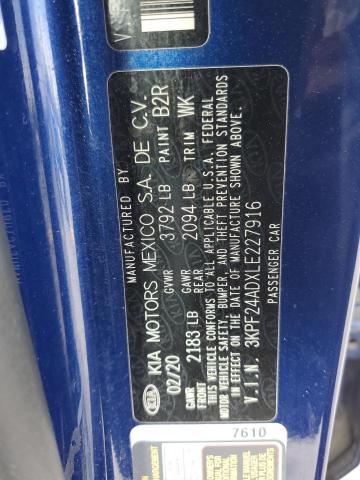 MANUFACTURED BY
KIA KIA MOTORS MEXICO S.A. DE C.V.
02/20 GVWR 3792 LB PAINT B2R
GAWR FRONT 2183 LB GAWR REAR 2094 LB TRIM WK
THIS VEHICLE CONFORMS TO ALL APPLICABLE U.S.A. FEDERAL
MOTOR VEHICLE SAFETY, BUMPER, AND THEFT PREVENTION STANDARDS
IN EFFECT ON THE DATE OF MANUFACTURE SHOWN ABOVE.
V.I.N. 3KPF24ADXLE227916
PASSENGER CAR
7610